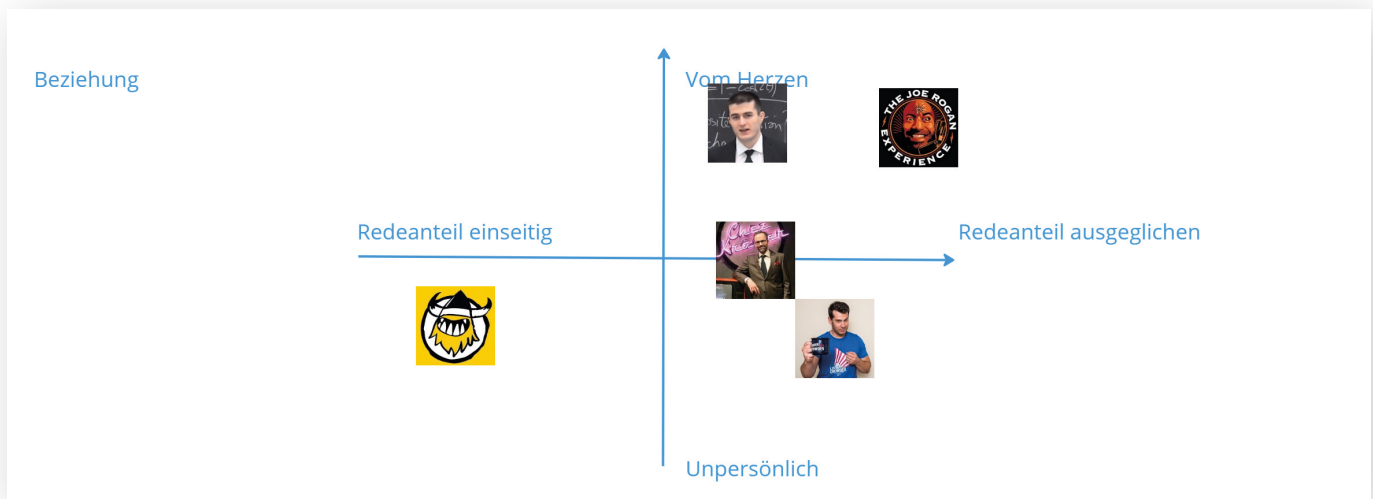 Beziehung
Vom Herzen
THE JOE ROGAN
EXPERIENCE
Redeanteil einseitig
Redeanteil ausgeglichen
Unpersönlich